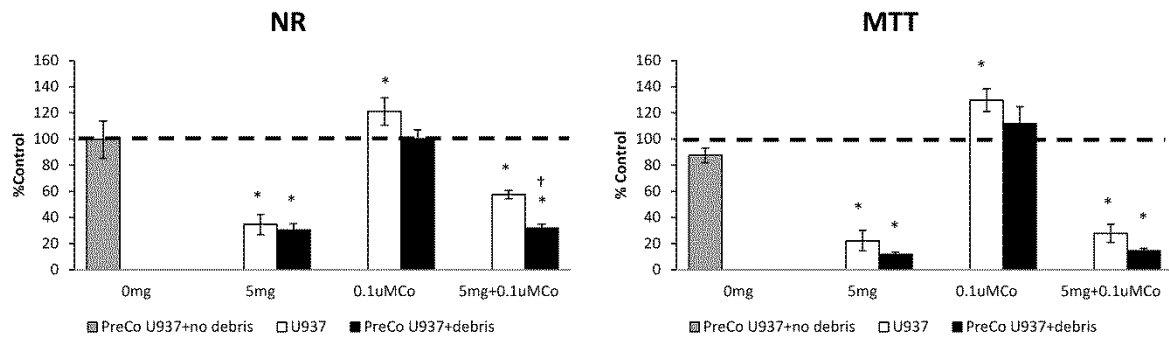 NR
%Control
160
140
120
100
80
60
40
20
0
*
*
*
*
†
*
0mg
5mg
0.1uMCo
5mg+0.1uMCo
PreCo U937+no debris
U937
PreCo U937+debris
MTT
% Control
160
140
120
100
80
60
40
20
0
*
*
*
*
*
0mg
5mg
0.1uMCo
5mg+0.1uMCo
PreCo U937+no debris
U937
PreCo U937+debris